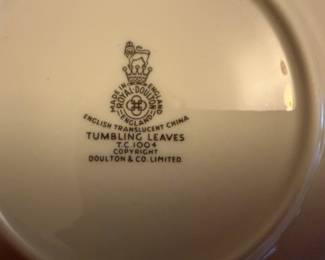 MADE IN ENGLAND
ROYAL DOULTON
ENGLAND
ENGLISH TRANSLUCENT CHINA
TUMBLING LEAVES
T.C.1004
COPYRIGHT
DOULTON & CO. LIMITED.